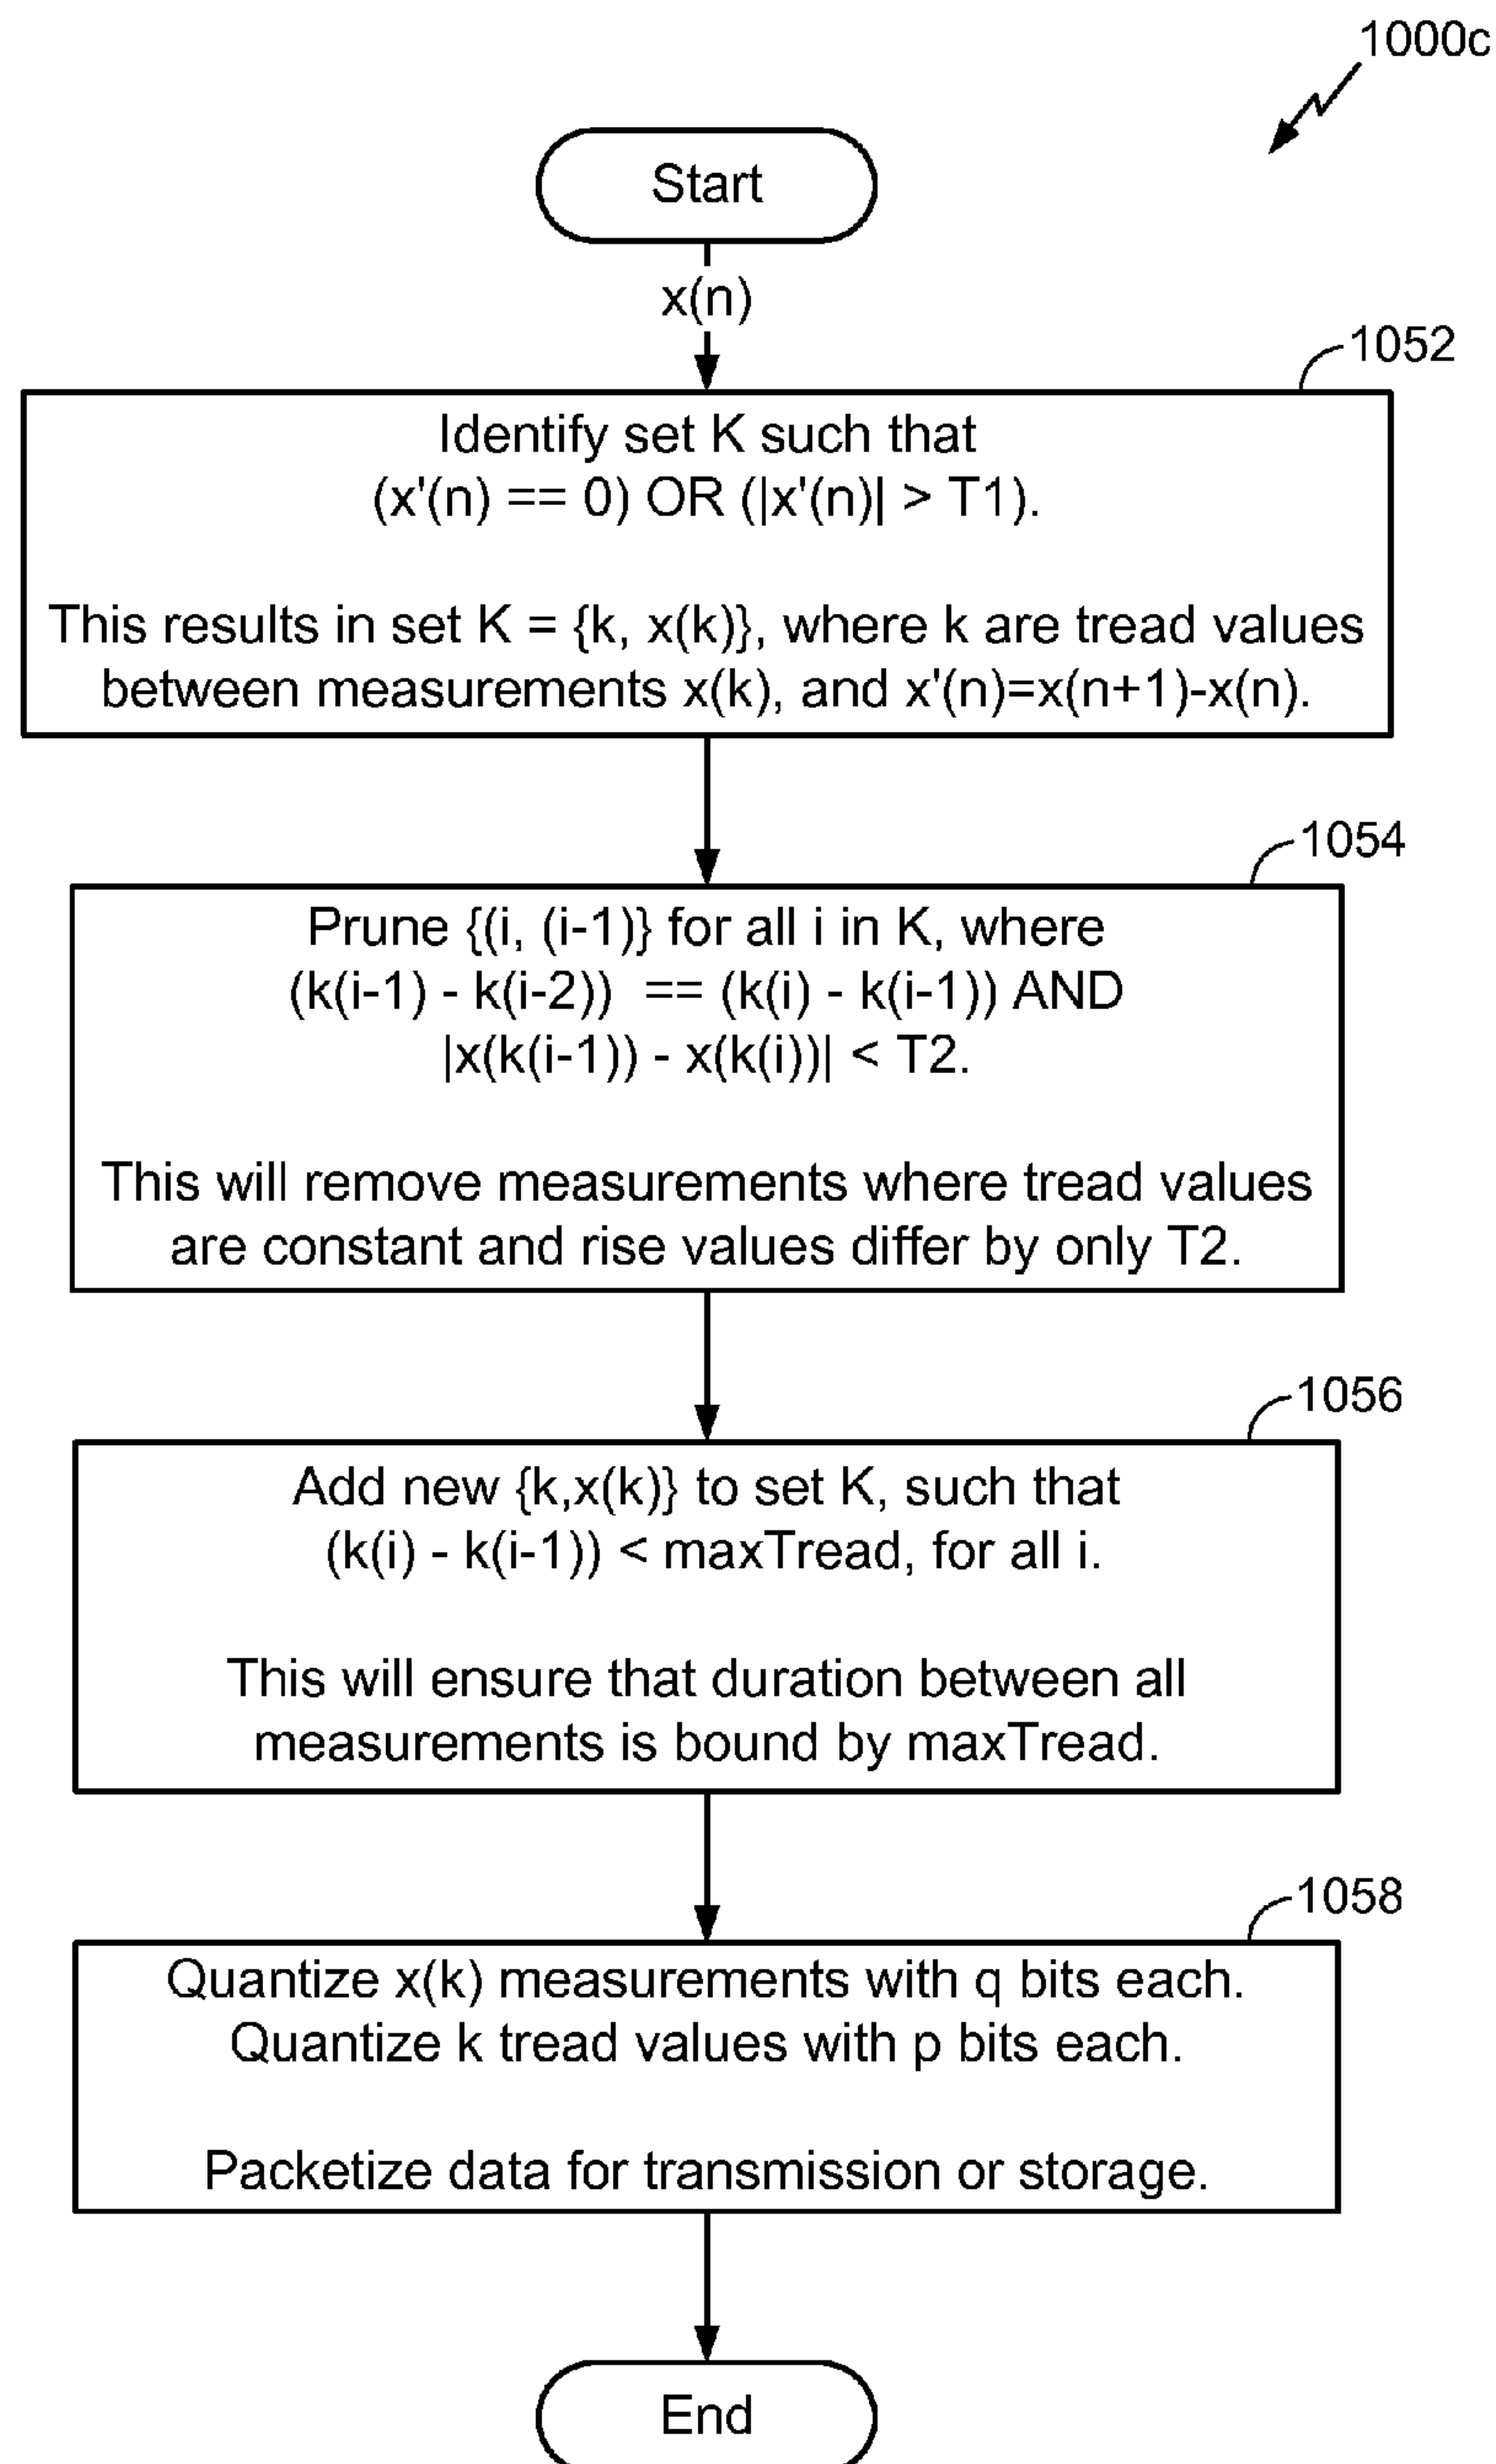 1000c
Start
x(n)
1052
Identify set K such that
(x'(n) == 0) OR (|x'(n)| > T1).
This results in set K = {k, x(k)}, where k are tread values
between measurements x(k), and x'(n)=x(n+1)-x(n).
1054
Prune {(i, (i-1)} for all i in K, where
(k(i-1) - k(i-2)) == (k(i) - k(i-1)) AND
|x(k(i-1)) - x(k(i))| < T2.
This will remove measurements where tread values
are constant and rise values differ by only T2.
1056
Add new {k,x(k)} to set K, such that
(k(i) - k(i-1)) < maxTread, for all i.
This will ensure that duration between all
measurements is bound by maxTread.
1058
Quantize x(k) measurements with q bits each.
Quantize k tread values with p bits each.
Packetize data for transmission or storage.
End